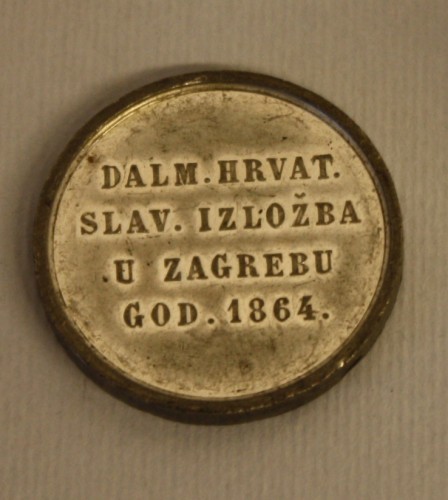 DALM. HRVAT.
SLAV. IZLOŽBA
U ZAGREBU
GOD. 1864.